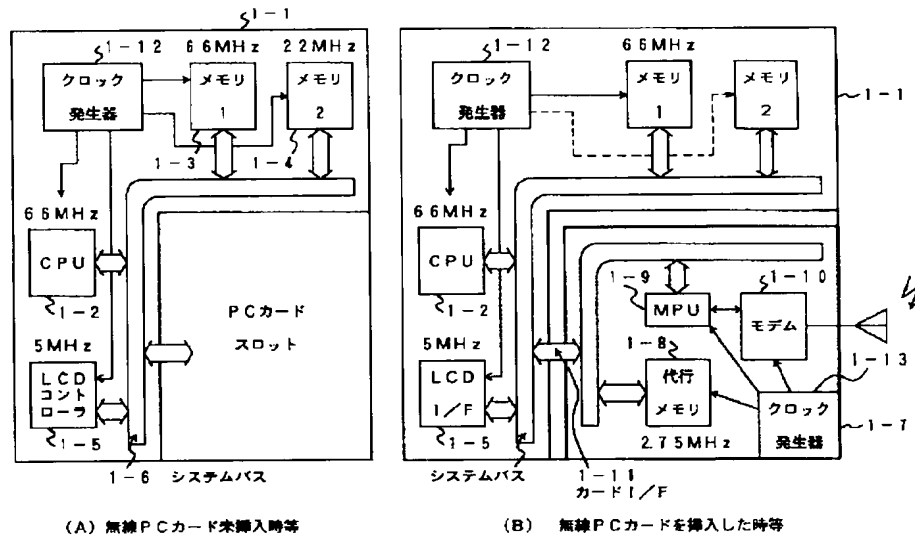 1-1
1-12
66MHz
22MHz
クロック
発生器
メモリ
1
メモリ
2
1-3
1-4
66MHz
CPU
1-2
PCカード
スロット
5MHz
LCD
コント
ローラ
1-5
1-6 システムバス
(A) 無線PCカード未挿入時等
1-12
66MHz
クロック
発生器
メモリ
1
メモリ
2
1-1
66MHz
CPU
1-2
1-9
MPU
1-10
モデム
5MHz
LCD
I/F
1-5
1-8
代行
メモリ
2.75MHz
1-13
クロック
発生器
1-7
システムバス
1-11
カードI/F
(B) 無線PCカードを挿入した時等